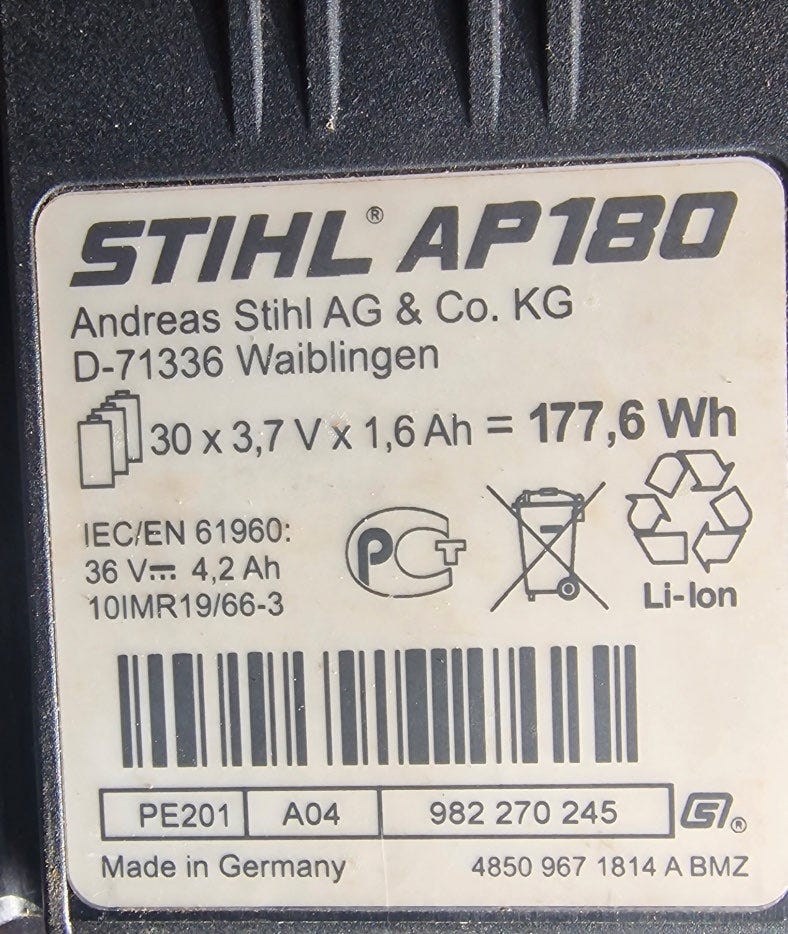 STIHL® AP180
Andreas Stihl AG & Co. KG
D-71336 Waiblingen
30 x 3,7 V x 1,6 Ah = 177,6 Wh
IEC/EN 61960:
36 V⎓ 4,2 Ah
10IMR19/66-3
PCT
Li-Ion
PE201 A04 982 270 245 ®
Made in Germany 4850 967 1814 A BMZ